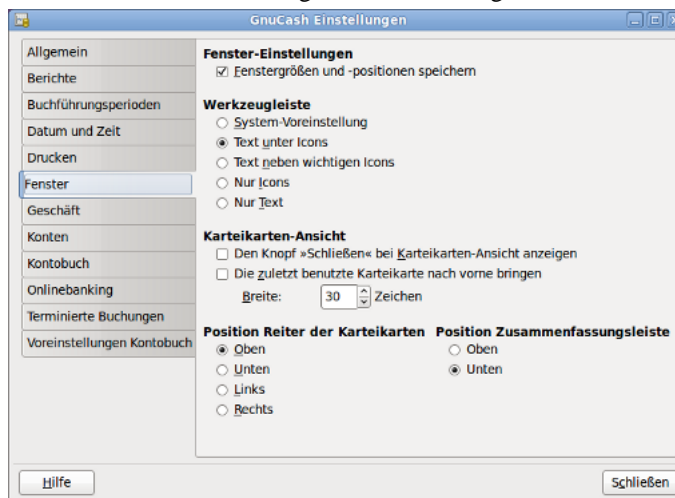 GnuCash Einstellungen
Allgemein
Berichte
Buchführungsperioden
Datum und Zeit
Drucken
Fenster
Geschäft
Konten
Kontobuch
Onlinebanking
Terminierte Buchungen
Voreinstellungen Kontobuch
Fenster-Einstellungen
Fenstergrößen und -positionen speichern
Werkzeugleiste
System-Voreinstellung
Text unter Icons
Text neben wichtigen Icons
Nur Icons
Nur Text
Karteikarten-Ansicht
Den Knopf »Schließen« bei Karteikarten-Ansicht anzeigen
Die zuletzt benutzte Karteikarte nach vorne bringen
Breite: 30 Zeichen
Position Reiter der Karteikarten
Oben
Unten
Links
Rechts
Position Zusammenfassungsleiste
Oben
Unten
Hilfe
Schließen